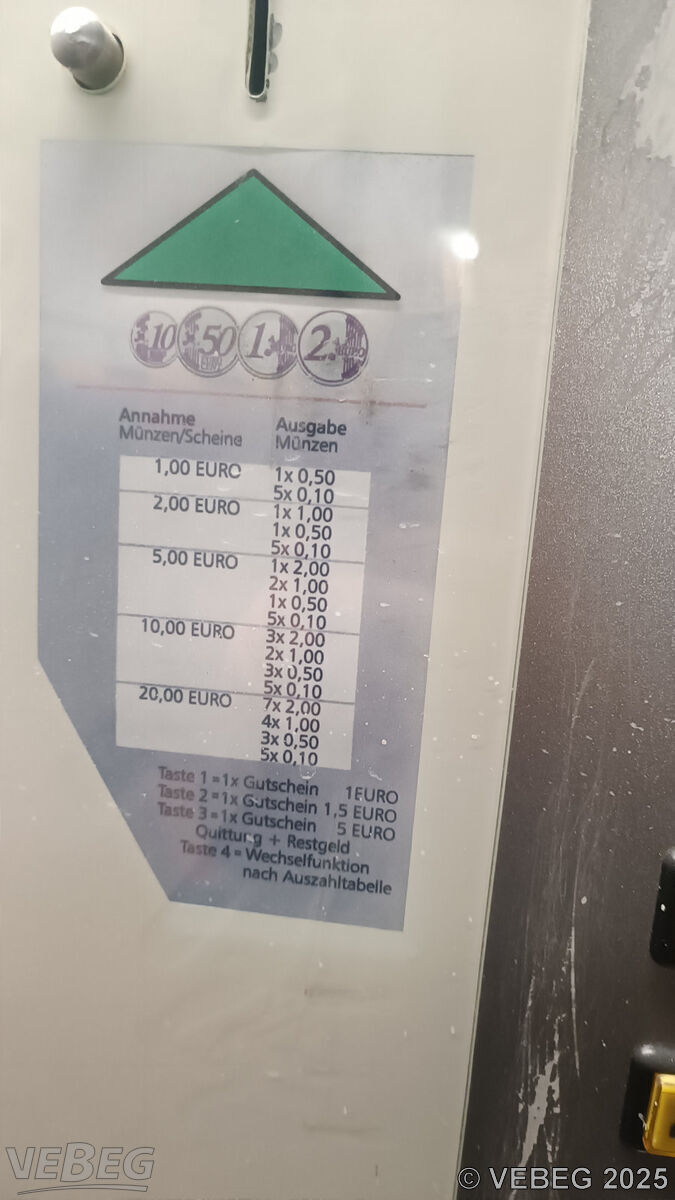 10 50 1 2
EURO EURO
Annahme Ausgabe
Münzen/Scheine Münzen
1,00 EURO 1x 0,50
5x 0,10
2,00 EURO 1x 1,00
1x 0,50
5x 0,10
5,00 EURO 1x 2,00
2x 1,00
1x 0,50
5x 0,10
10,00 EURO 3x 2,00
2x 1,00
3x 0,50
5x 0,10
20,00 EURO 7x 2,00
4x 1,00
3x 0,50
5x 0,10
Taste 1 = 1x Gutschein 1EURO
Taste 2 = 1x Gutschein 1,5 EURO
Taste 3 = 1x Gutschein 5 EURO
Quittung + Restgeld
Taste 4 = Wechselfunktion
nach Auszahltabelle
VEBEG
© VEBEG 2025